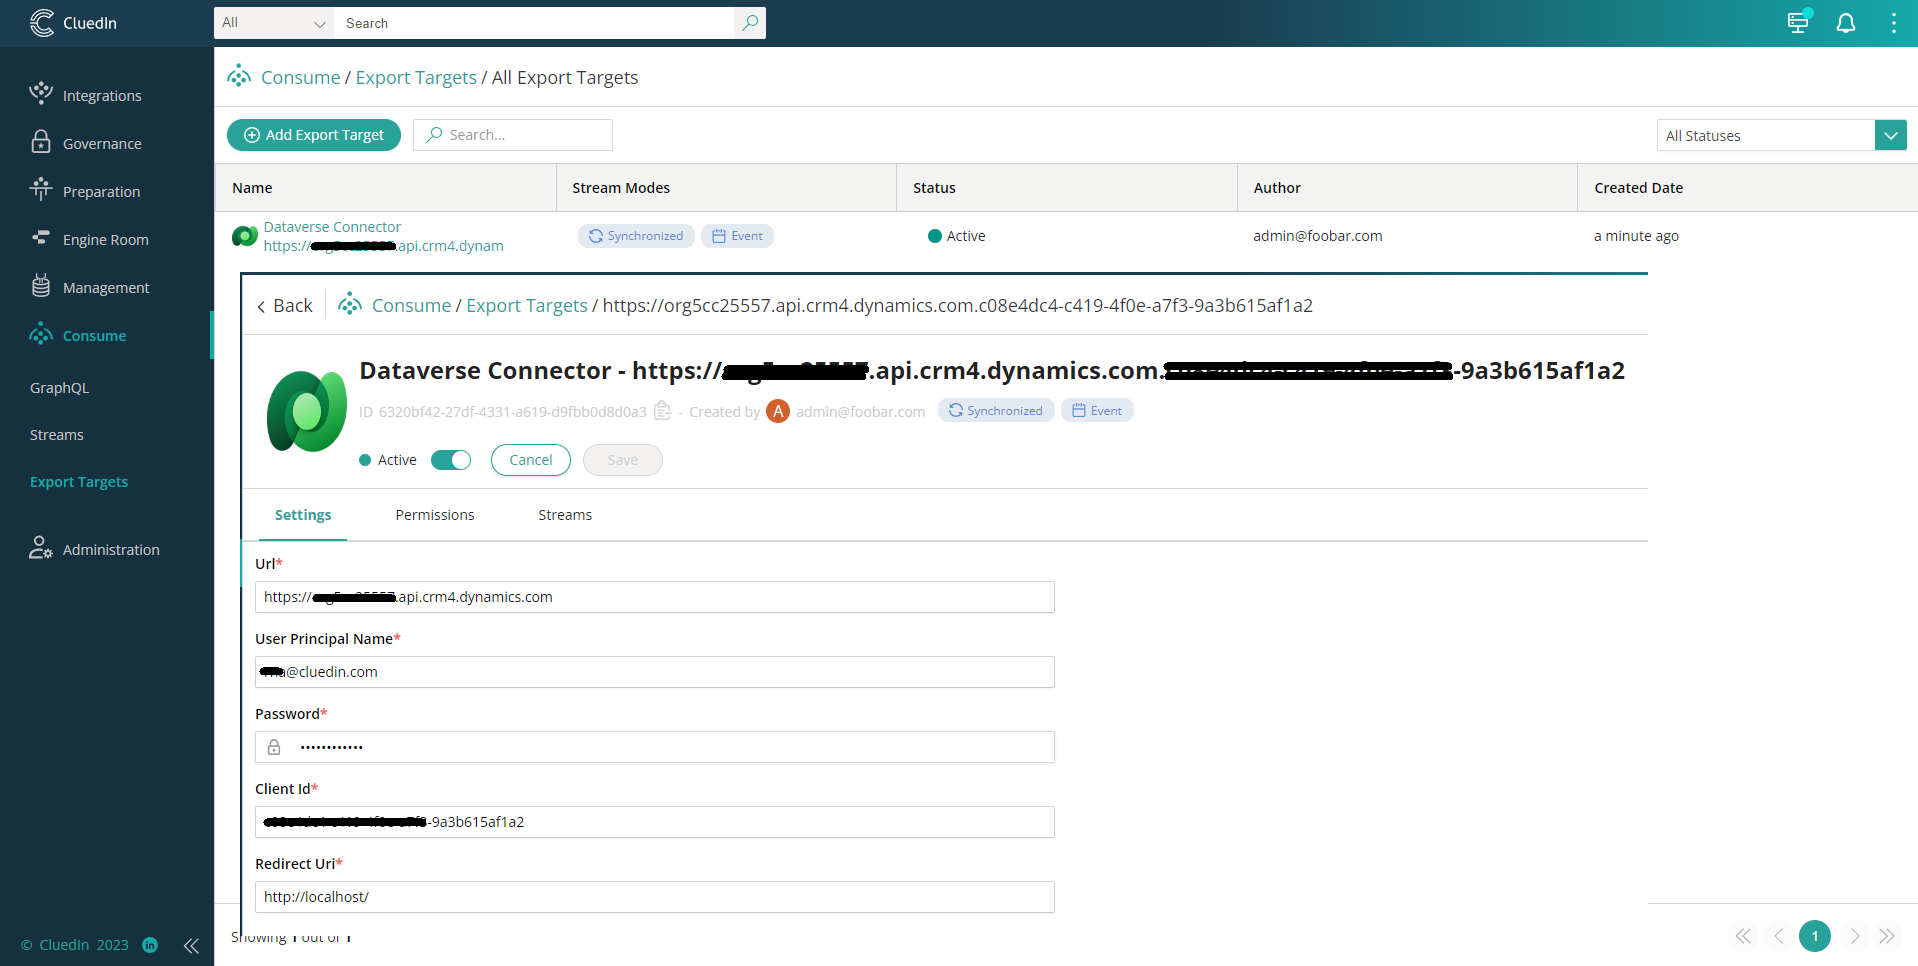 CluedIn
All
Search
Integrations
Governance
Preparation
Engine Room
Management
Consume
GraphQL
Streams
Export Targets
Administration
© CluedIn 2023 in
Consume / Export Targets / All Export Targets
Add Export Target
Search...
All Statuses
Name Stream Modes Status Author Created Date
Dataverse Connector
https:// .api.crm4.dynam
Synchronized Event Active admin@foobar.com a minute ago
Back Consume / Export Targets / https://org5cc25557.api.crm4.dynamics.com.c08e4dc4-c419-4f0e-a7f3-9a3b615af1a2
Dataverse Connector - https:// .api.crm4.dynamics.com. -9a3b615af1a2
ID 6320bf42-27df-4331-a619-d9fbb0d8d0a3 - Created by A admin@foobar.com Synchronized Event
Active Cancel Save
Settings Permissions Streams
Url*
https:// .api.crm4.dynamics.com
User Principal Name*
@cluedin.com
Password*
••••••••••••
Client Id*
-9a3b615af1a2
Redirect Uri*
http://localhost/
Showing 1 out of 1
1